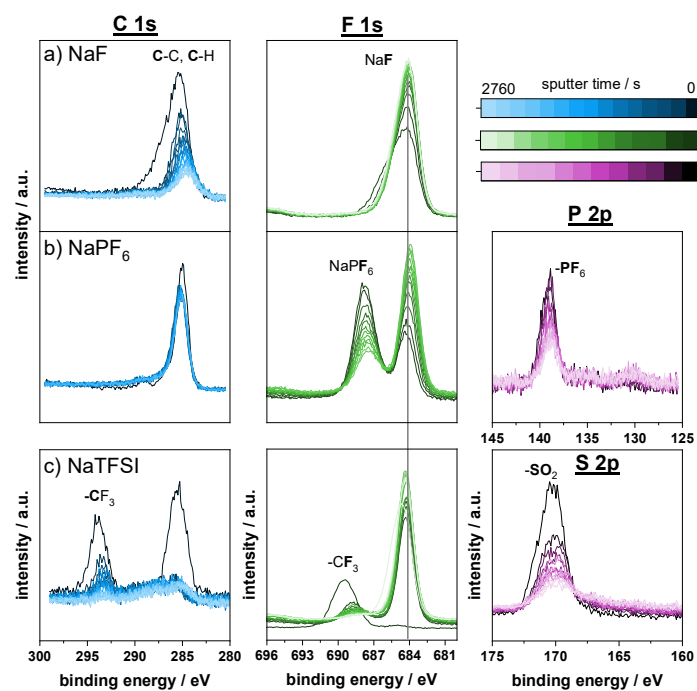 C 1s
F 1s
a) NaF
C-C, C-H
NaF
2760 sputter time / s 0
intensity / a.u.
b) NaPF6
NaPF6
P 2p
-PF6
145 140 135 130 125
c) NaTFSI
-CF3
-CF3
S 2p
-SO2
intensity / a.u.
intensity / a.u.
intensity / a.u.
300 295 290 285 280
696 693 690 687 684 681
175 170 165 160
binding energy / eV
binding energy / eV
binding energy / eV